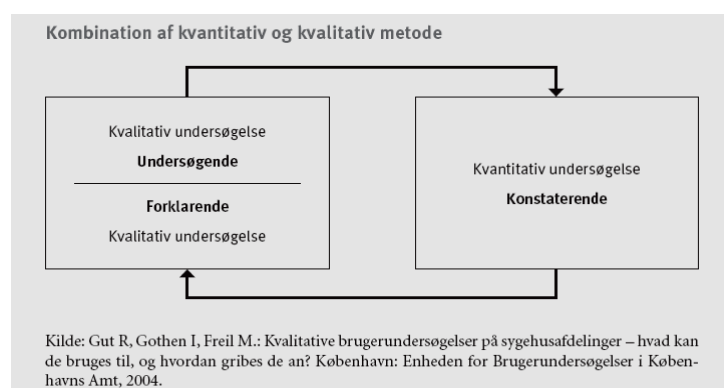 Kombination af kvantitativ og kvalitativ metode
Kvalitativ undersøgelse
Undersøgende
Forklarende
Kvalitativ undersøgelse
Kvantitativ undersøgelse
Konstaterende
Kilde: Gut R, Gothen I, Freil M.: Kvalitative brugerundersøgelser på sygehusafdelinger – hvad kan
de bruges til, og hvordan gribes de an? København: Enheden for Brugerundersøgelser i Køben-
havns Amt, 2004.